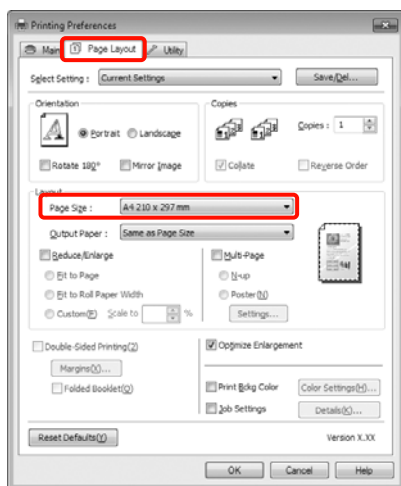 Printing Preferences
Main Page Layout Utility
Select Setting : Current Settings Save/Del...
Orientation Copies
A Portrait Landscape Copies : 1
Rotate 180° Mirror Image Collate Reverse Order
Layout
Page Size : A4 210 x 297 mm
Output Paper : Same as Page Size
Reduce/Enlarge Multi-Page
Fit to Page N-up
Fit to Roll Paper Width Poster(N)
Custom(F) Scale to % Settings...
Double-Sided Printing(2) Optimize Enlargement
Margins(X)...
Folded Booklet(Q) Print Bckg Color Color Settings(H)...
Job Settings Details(K)...
Reset Defaults(Y) Version X.XX
OK Cancel Help